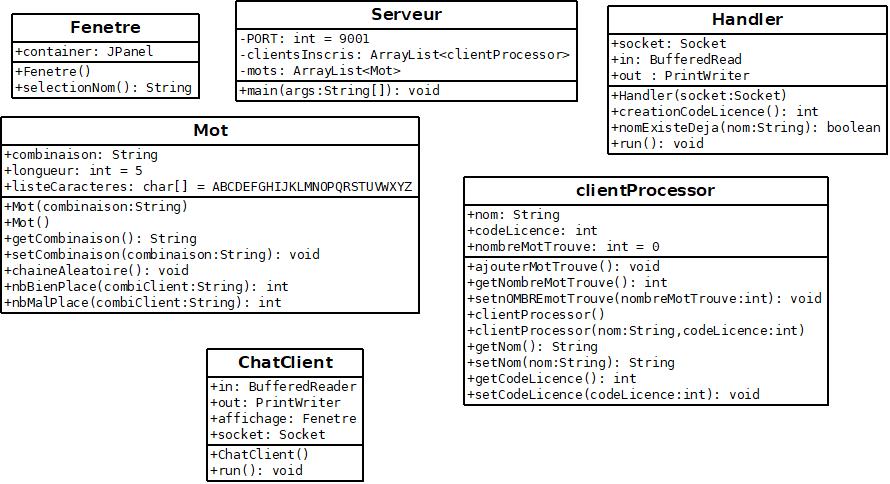 Fenetre
+container: JPanel
+Fenetre()
+selectionNom(): String
Serveur
-PORT: int = 9001
-clientsInscris: ArrayList<clientProcessor>
-mots: ArrayList<Mot>
+main(args:String[]): void
Handler
+socket: Socket
+in: BufferedRead
+out : PrintWriter
+Handler(socket:Socket)
+creationCodeLicence(): int
+nomExisteDeja(nom:String): boolean
+run(): void
Mot
+combinaison: String
+longueur: int = 5
+listeCaracteres: char[] = ABCDEFGHIJKLMNOPQRSTUVWXYZ
+Mot(combinaison:String)
+Mot()
+getCombinaison(): String
+setCombinaison(combinaison:String): void
+chaineAleatoire(): void
+nbBienPlace(combiClient:String): int
+nbMalPlace(combiClient:String): int
clientProcessor
+nom: String
+codeLicence: int
+nombreMotTrouve: int = 0
+ajouterMotTrouve(): void
+getNombreMotTrouve(): int
+setnOMBREmotTrouve(nombreMotTrouve:int): void
+clientProcessor()
+clientProcessor(nom:String,codeLicence:int)
+getNom(): String
+setNom(nom:String): String
+getCodeLicence(): int
+setCodeLicence(codeLicence:int): void
ChatClient
+in: BufferedReader
+out: PrintWriter
+affichage: Fenetre
+socket: Socket
+ChatClient()
+run(): void